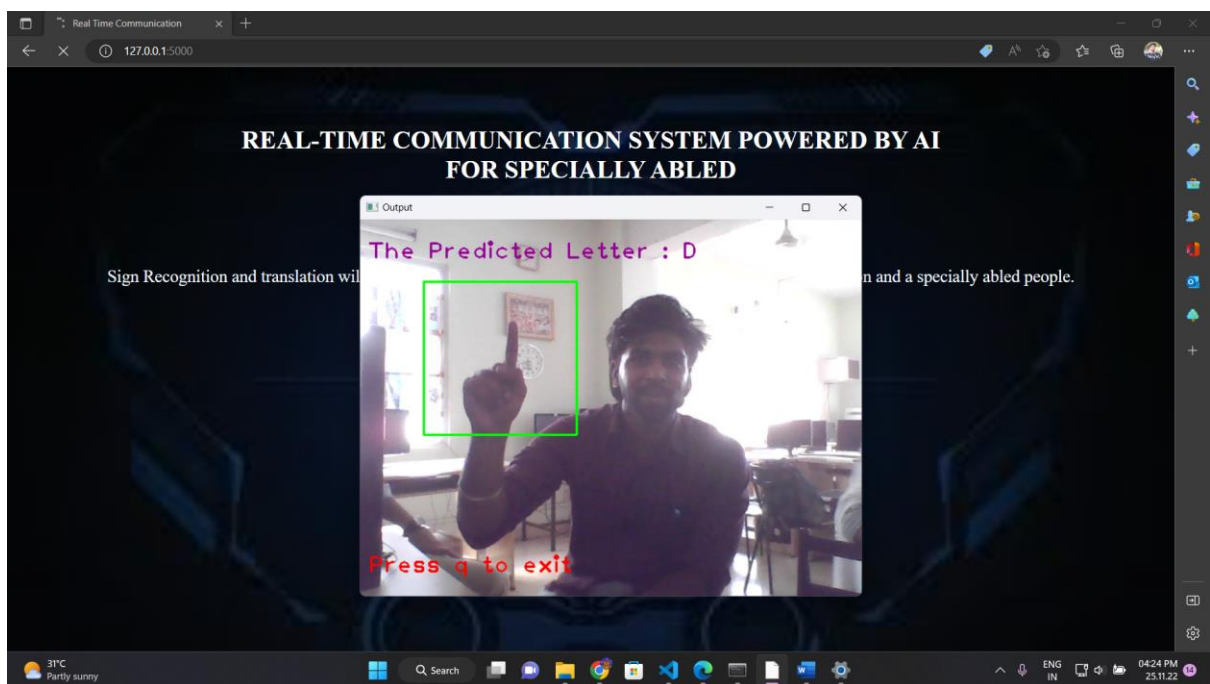 Real Time Communication
127.0.0.1:5000
REAL-TIME COMMUNICATION SYSTEM POWERED BY AI
FOR SPECIALLY ABLED
Output
The Predicted Letter : D
Sign Recognition and translation wil
n and a specially abled people.
Press q to exit
31°C
Partly sunny
Search
ENG
IN
04:24 PM
25.11.22
14